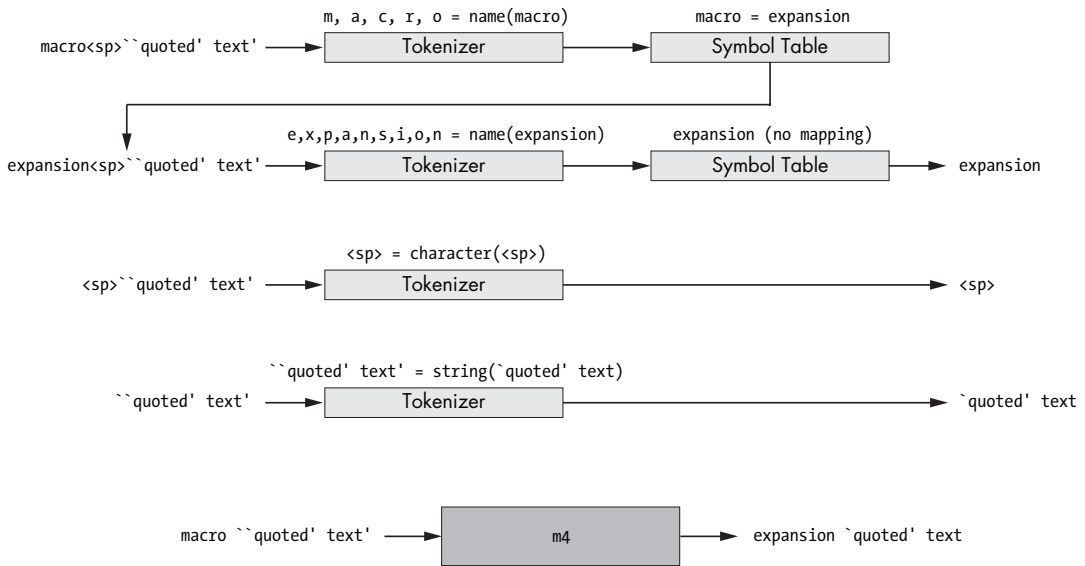 m, a, c, r, o = name(macro) macro = expansion
macro<sp>``quoted' text' Tokenizer Symbol Table
e,x,p,a,n,s,i,o,n = name(expansion) expansion (no mapping)
expansion<sp>``quoted' text' Tokenizer Symbol Table expansion
<sp> = character(<sp>)
<sp>``quoted' text' Tokenizer <sp>
``quoted' text' = string(`quoted' text)
``quoted' text' Tokenizer `quoted' text
macro ``quoted' text' m4 expansion `quoted' text